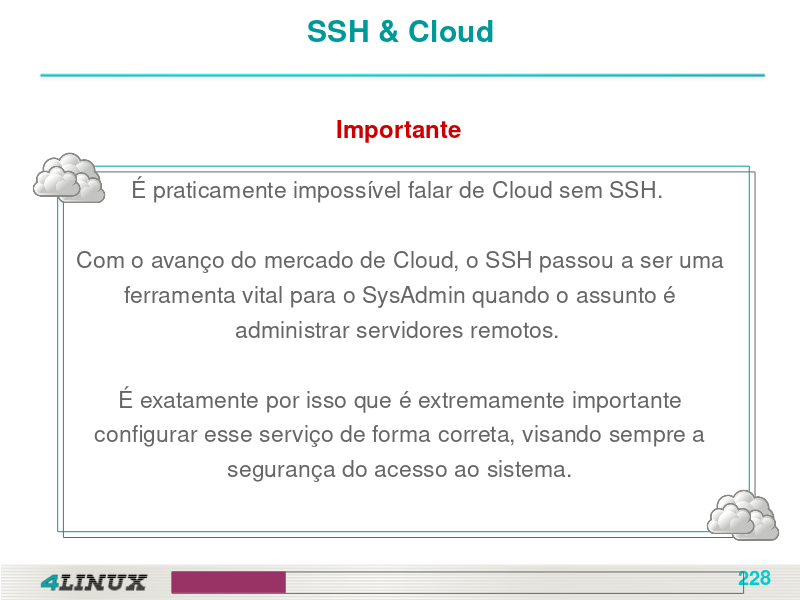 SSH & Cloud
Importante
É praticamente impossível falar de Cloud sem SSH.
Com o avanço do mercado de Cloud, o SSH passou a ser uma
ferramenta vital para o SysAdmin quando o assunto é
administrar servidores remotos.
É exatamente por isso que é extremamente importante
configurar esse serviço de forma correta, visando sempre a
segurança do acesso ao sistema.
4LINUX
228